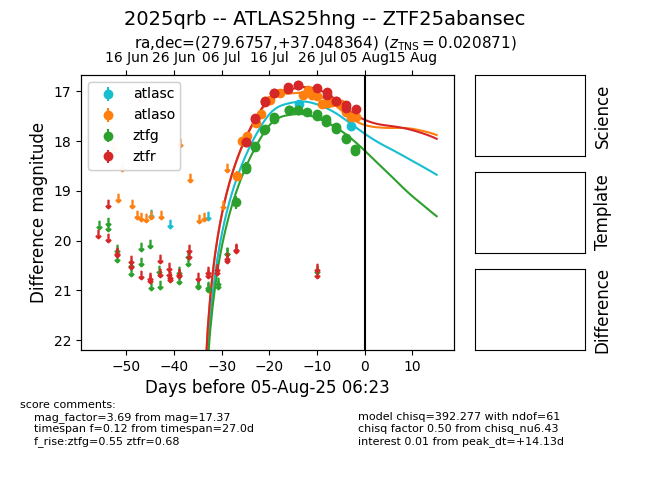 2025qrb -- ATLAS25hng -- ZTF25abansec
ra,dec=(279.6757,+37.048364) (z_TNS = 0.020871)
16 Jun 26 Jun 06 Jul 16 Jul 26 Jul 05 Aug 15 Aug
atlasc
atlaso
ztfg
ztfr
17
18
19
20
21
22
Difference magnitude
−50 −40 −30 −20 −10 0 10
Days before 05-Aug-25 06:23
Science
Template
Difference
score comments:
mag_factor=3.69 from mag=17.37
timespan f=0.12 from timespan=27.0d
f_rise:ztfg=0.55 ztfr=0.68
model chisq=392.277 with ndof=61
chisq factor 0.50 from chisq_nu6.43
interest 0.01 from peak_dt=+14.13d